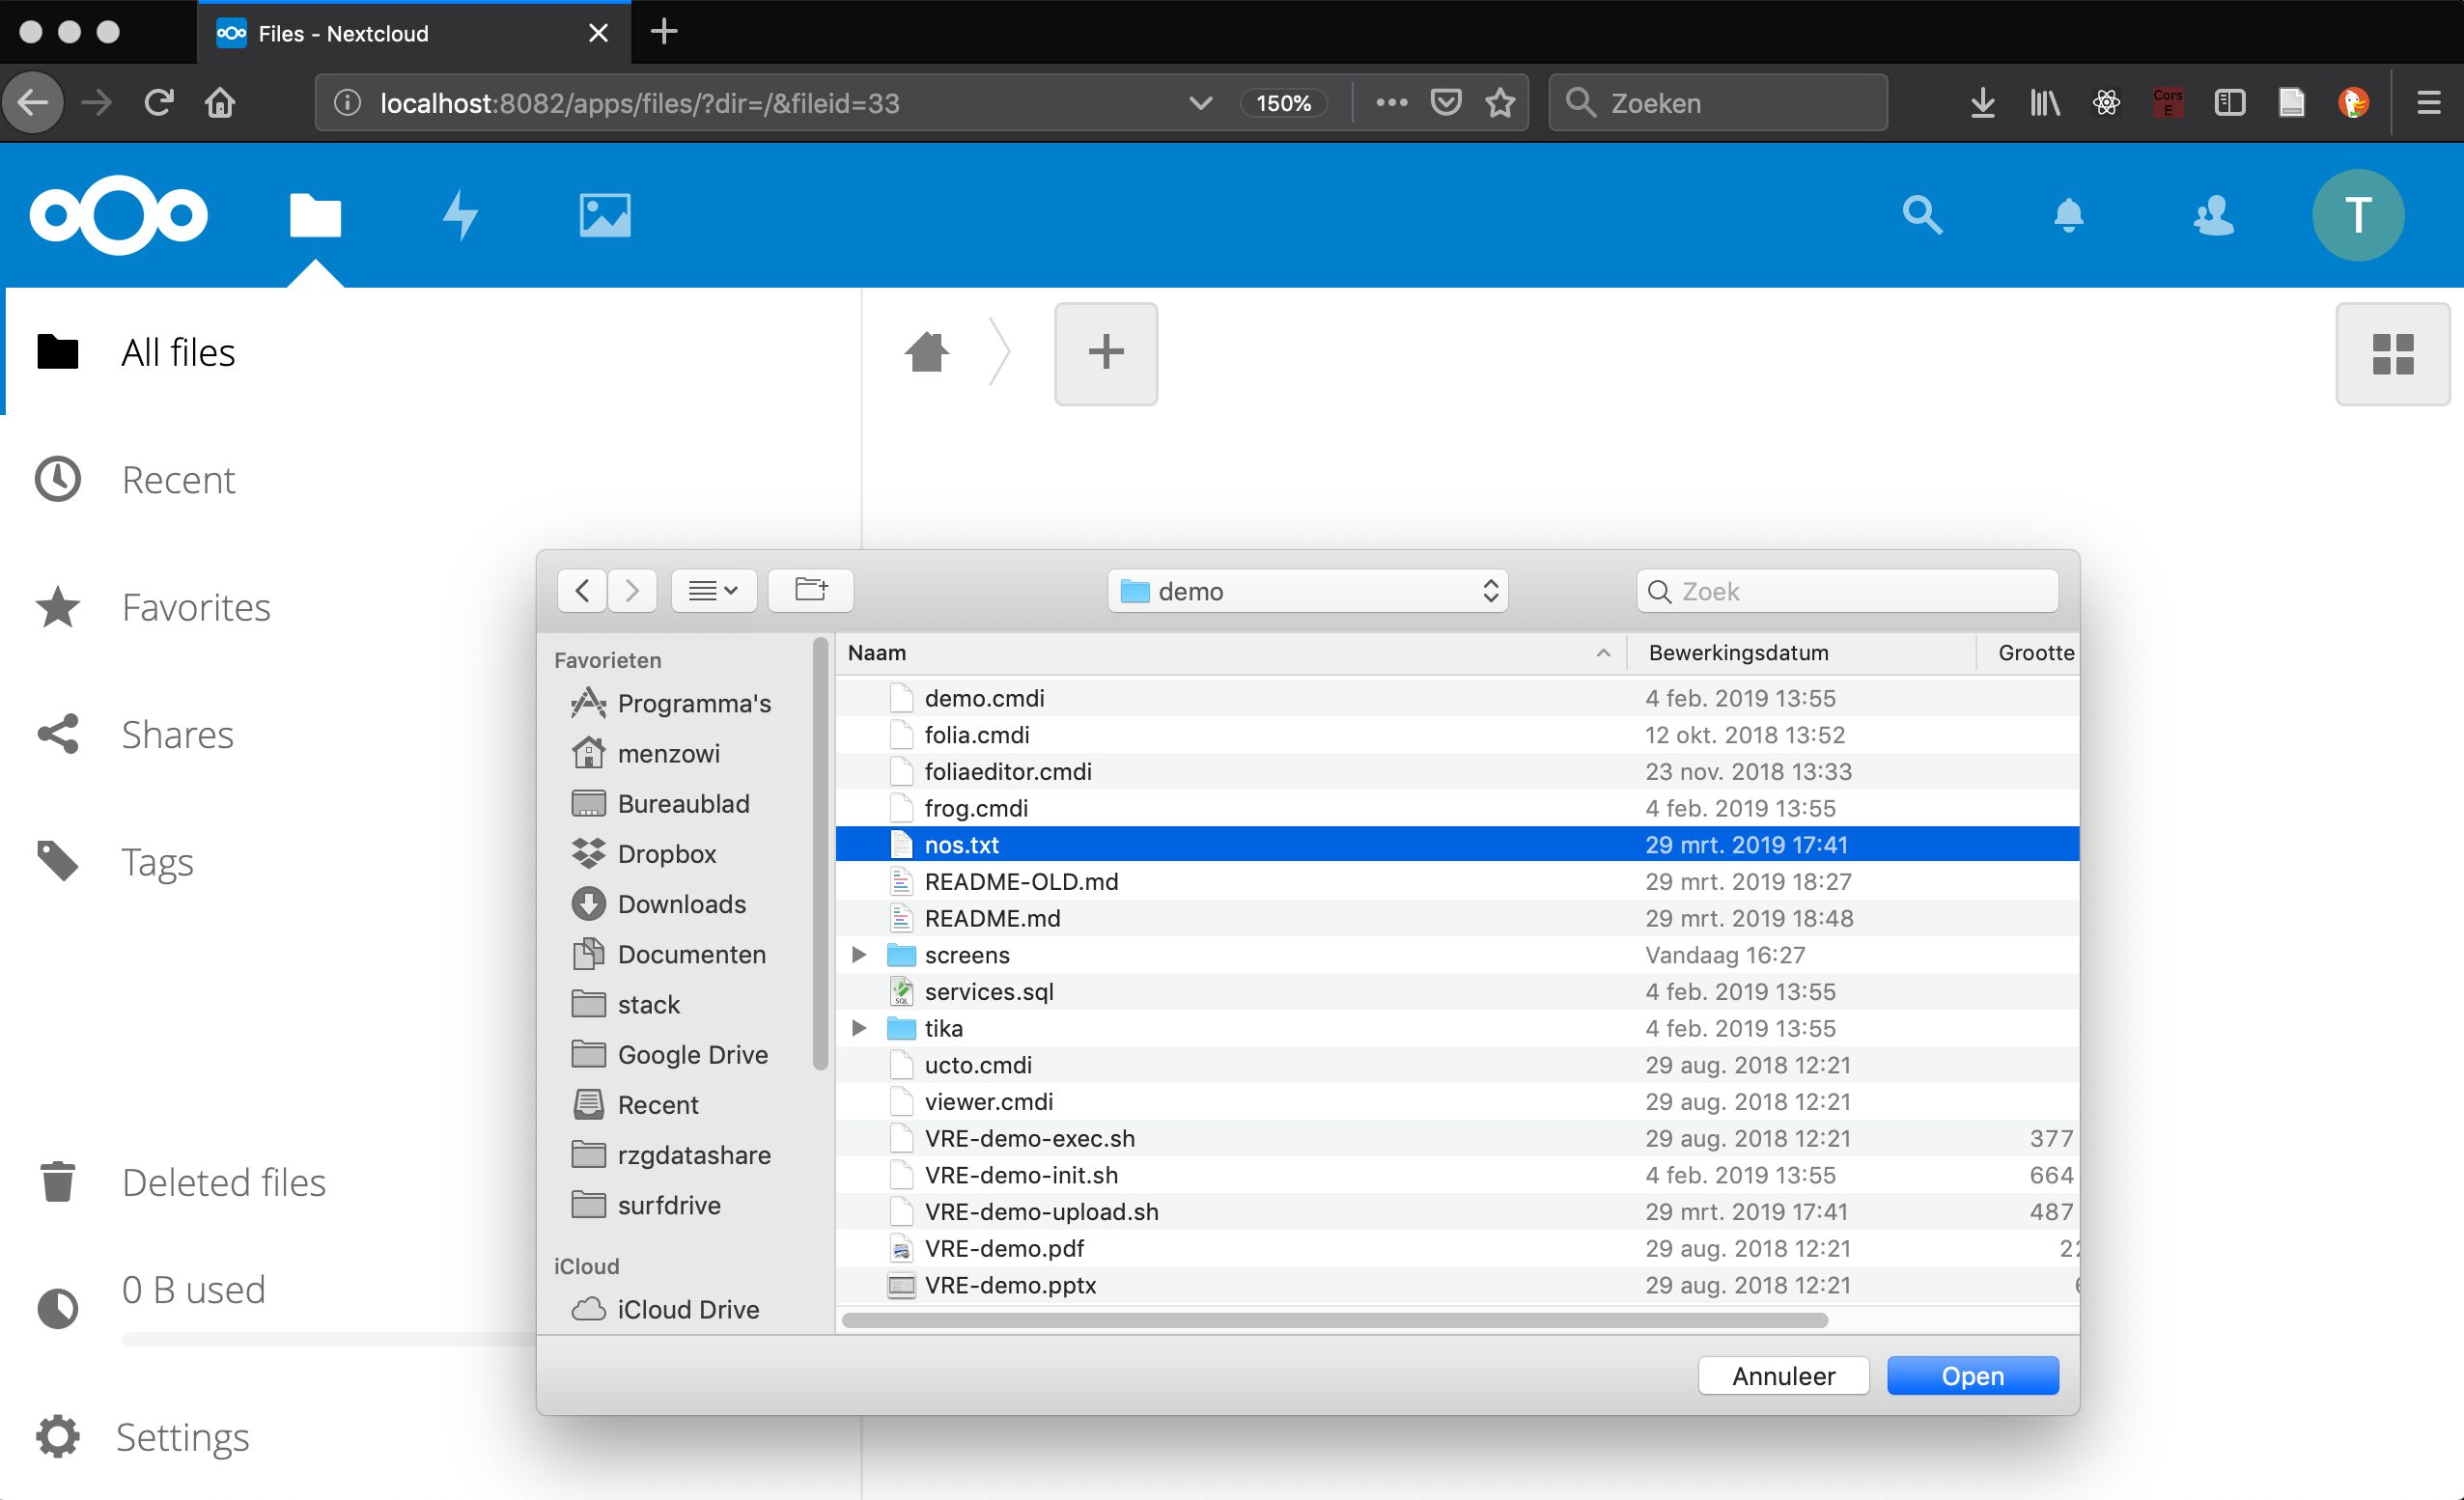 Files - Nextcloud
localhost:8082/apps/files/?dir=/&fileid=33
150%
Zoeken
Cors
E
T
All files
Recent
Favorites
Shares
Tags
Deleted files
0 B used
Settings
demo
Zoek
Favorieten
Programma's
menzowi
Bureaublad
Dropbox
Downloads
Documenten
stack
Google Drive
Recent
rzgdatashare
surfdrive
iCloud
iCloud Drive
Naam Bewerkingsdatum Grootte
demo.cmdi 4 feb. 2019 13:55
folia.cmdi 12 okt. 2018 13:52
foliaeditor.cmdi 23 nov. 2018 13:33
frog.cmdi 4 feb. 2019 13:55
nos.txt 29 mrt. 2019 17:41
README-OLD.md 29 mrt. 2019 18:27
README.md 29 mrt. 2019 18:48
screens Vandaag 16:27
services.sql 4 feb. 2019 13:55
tika 4 feb. 2019 13:55
ucto.cmdi 29 aug. 2018 12:21
viewer.cmdi 29 aug. 2018 12:21
VRE-demo-exec.sh 29 aug. 2018 12:21 377
VRE-demo-init.sh 4 feb. 2019 13:55 664
VRE-demo-upload.sh 29 mrt. 2019 17:41 487
VRE-demo.pdf 29 aug. 2018 12:21
VRE-demo.pptx 29 aug. 2018 12:21
Annuleer
Open